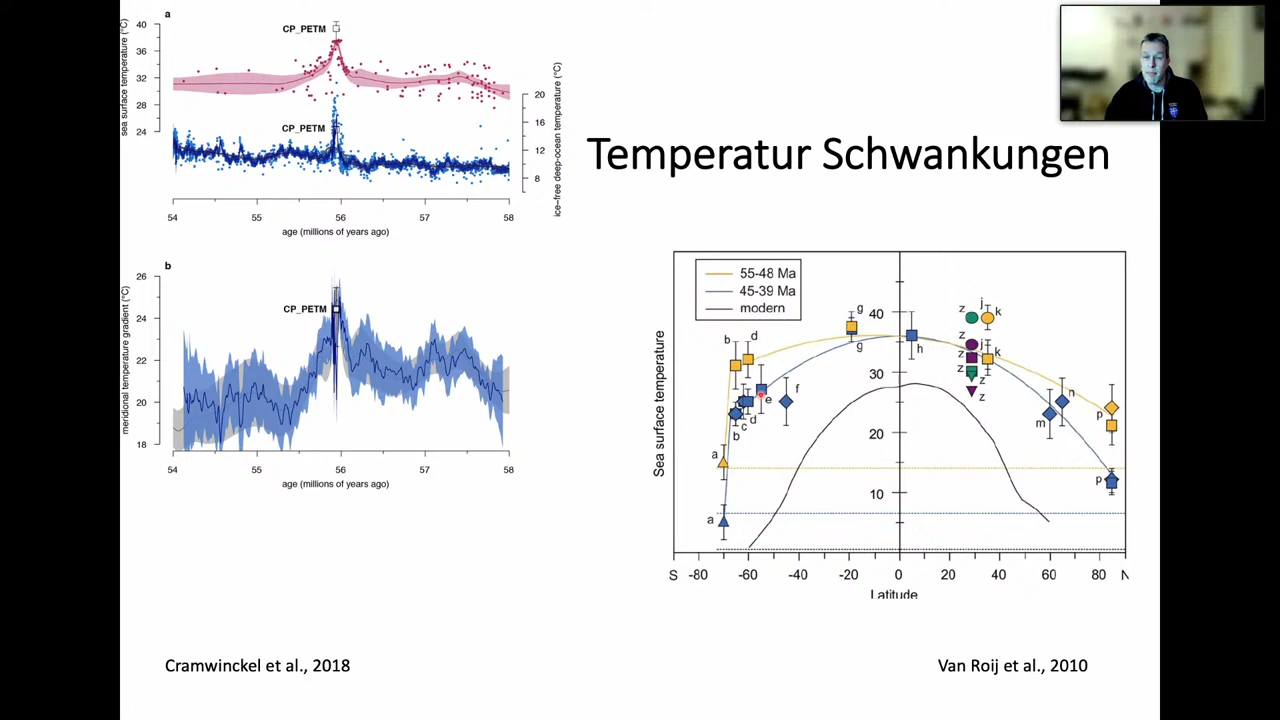 a
sea surface temperature (°C)
40
36
32
28
24
CP_PETM
CP_PETM
20
16
12
8
ice-free deep-ocean temperature (°C)
54
55
56
57
58
age (millions of years ago)
Temperatur Schwankungen
b
meridional temperature gradient (°C)
26
24
22
20
18
CP_PETM
54
55
56
57
58
age (millions of years ago)
55-48 Ma
45-39 Ma
modern
Sea surface temperature
40
30
20
10
a
a
b
b
c
d
d
e
f
g
g
h
z
z
z
z
z
z
j
j
k
k
m
n
p
p
S
-80
-60
-40
-20
0
20
40
60
80
N
Latitude
Cramwinckel et al., 2018
Van Roij et al., 2010